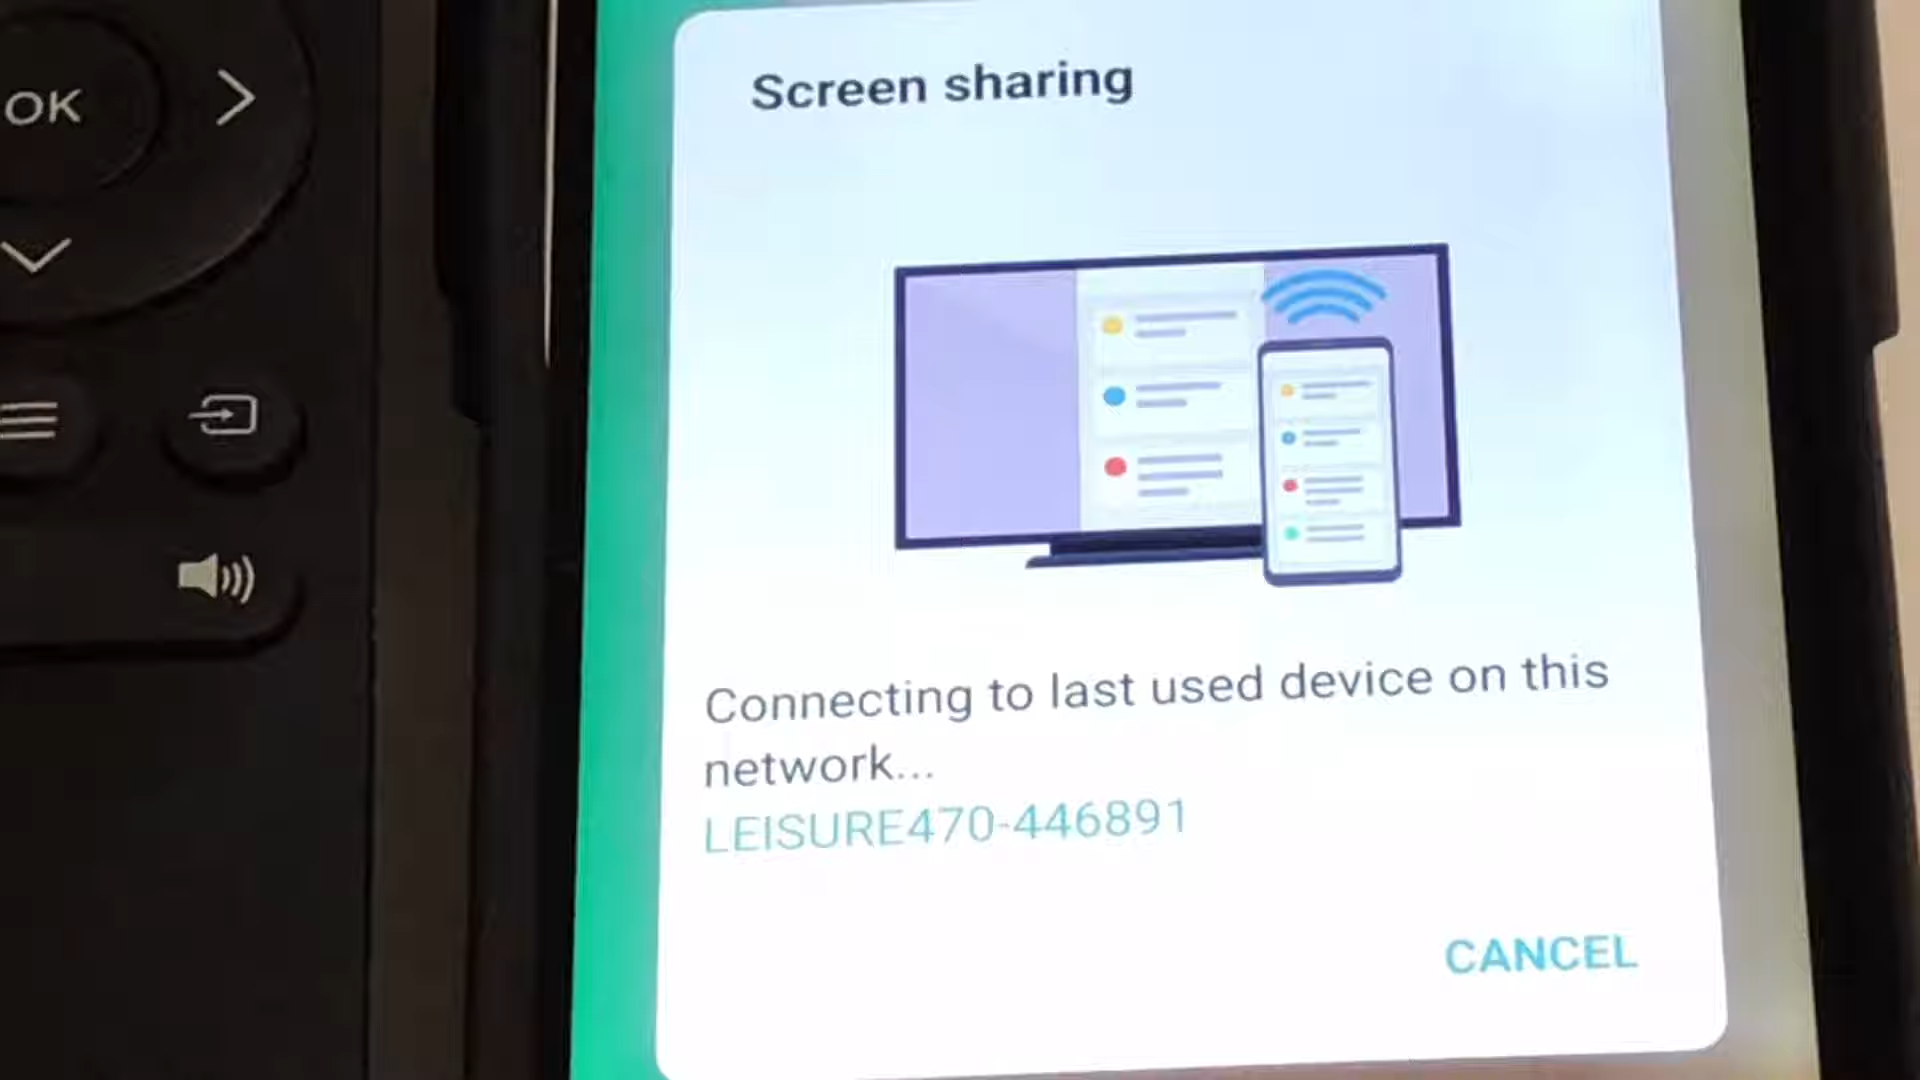 OK
Screen sharing
Connecting to last used device on this
network...
LEISURE470-446891
CANCEL